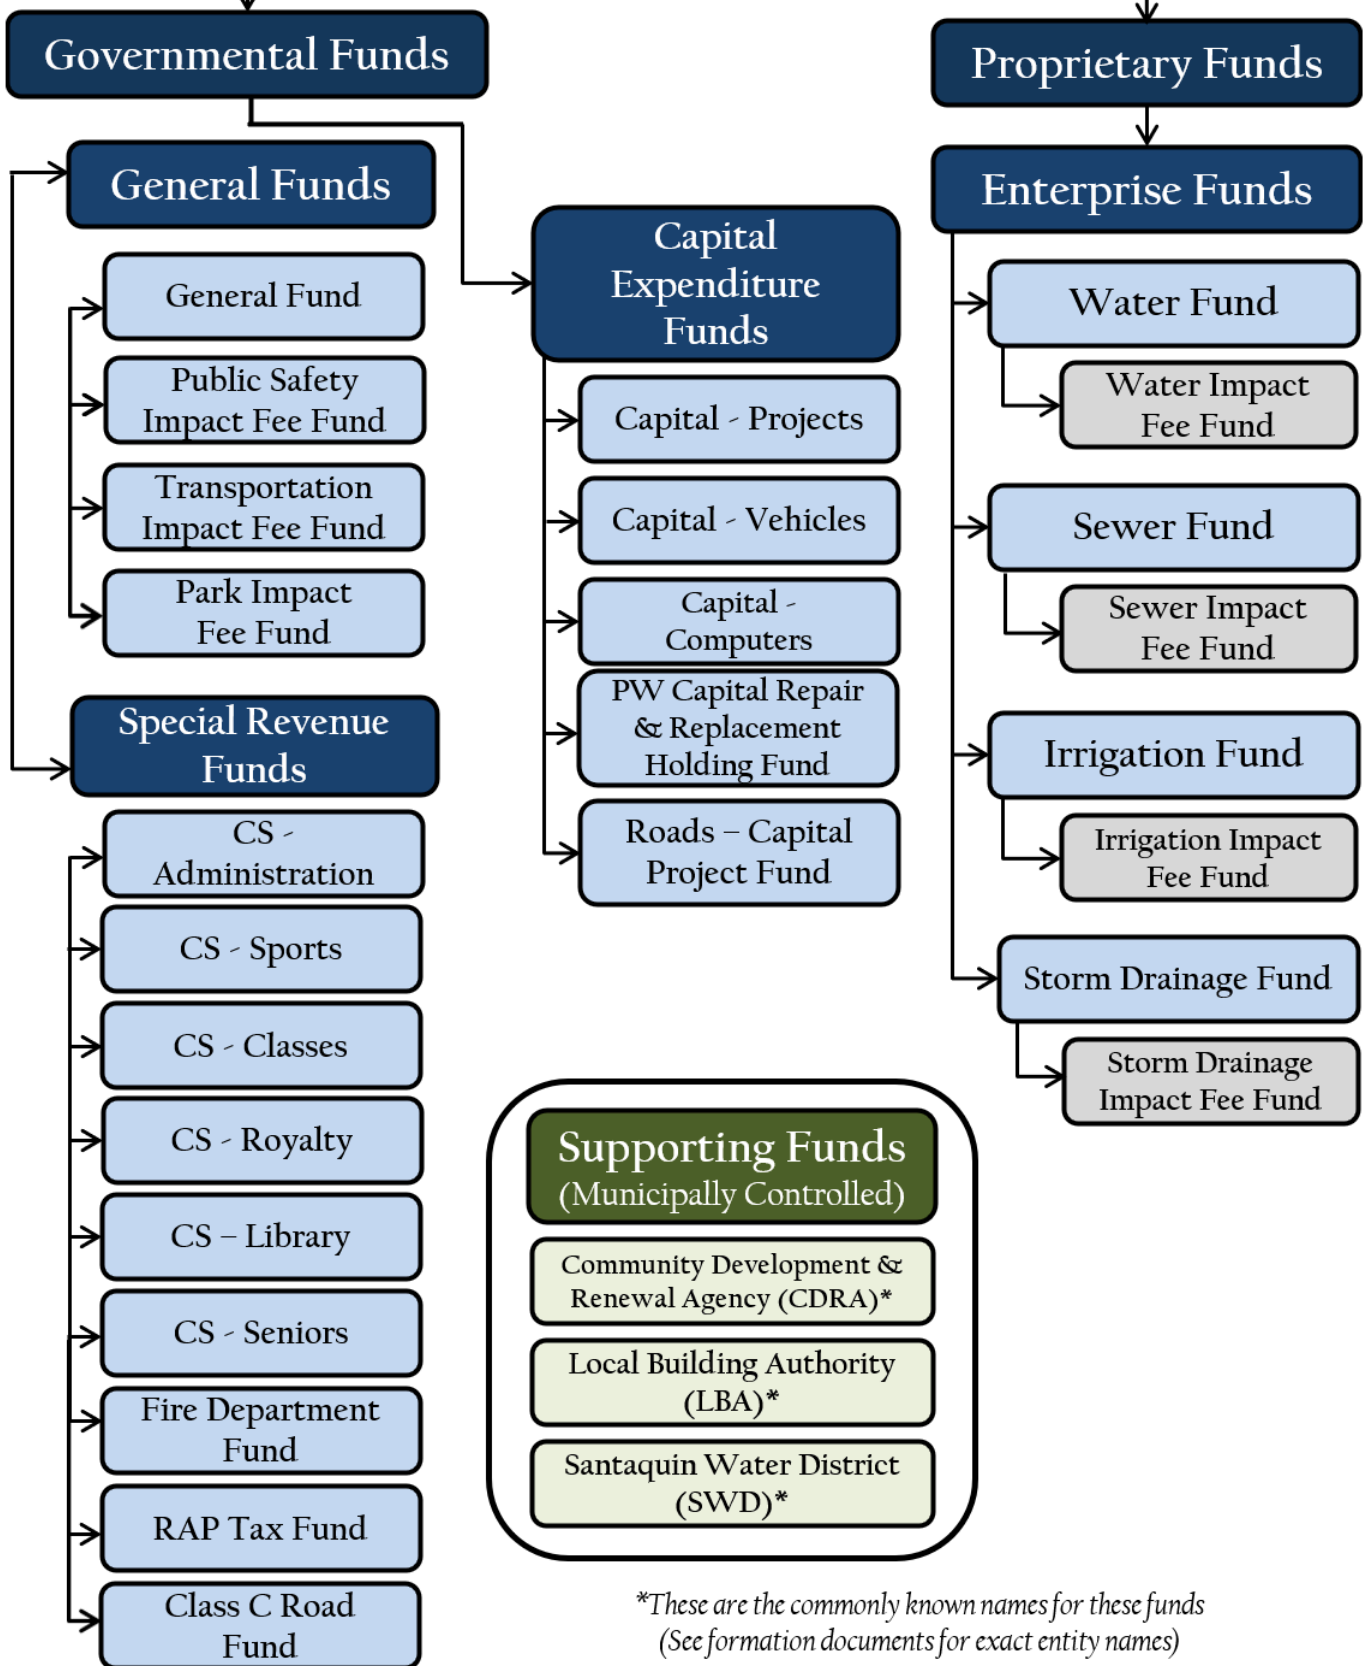 Governmental Funds
General Funds
General Fund
Public Safety
Impact Fee Fund
Transportation
Impact Fee Fund
Park Impact
Fee Fund
Special Revenue
Funds
CS -
Administration
CS - Sports
CS - Classes
CS - Royalty
CS – Library
CS - Seniors
Fire Department
Fund
RAP Tax Fund
Class C Road
Fund
Capital
Expenditure
Funds
Capital - Projects
Capital - Vehicles
Capital -
Computers
PW Capital Repair
& Replacement
Holding Fund
Roads – Capital
Project Fund
Proprietary Funds
Enterprise Funds
Water Fund
Water Impact
Fee Fund
Sewer Fund
Sewer Impact
Fee Fund
Irrigation Fund
Irrigation Impact
Fee Fund
Storm Drainage Fund
Storm Drainage
Impact Fee Fund
Supporting Funds
(Municipally Controlled)
Community Development &
Renewal Agency (CDRA)*
Local Building Authority
(LBA)*
Santaquin Water District
(SWD)*
*These are the commonly known names for these funds
(See formation documents for exact entity names)